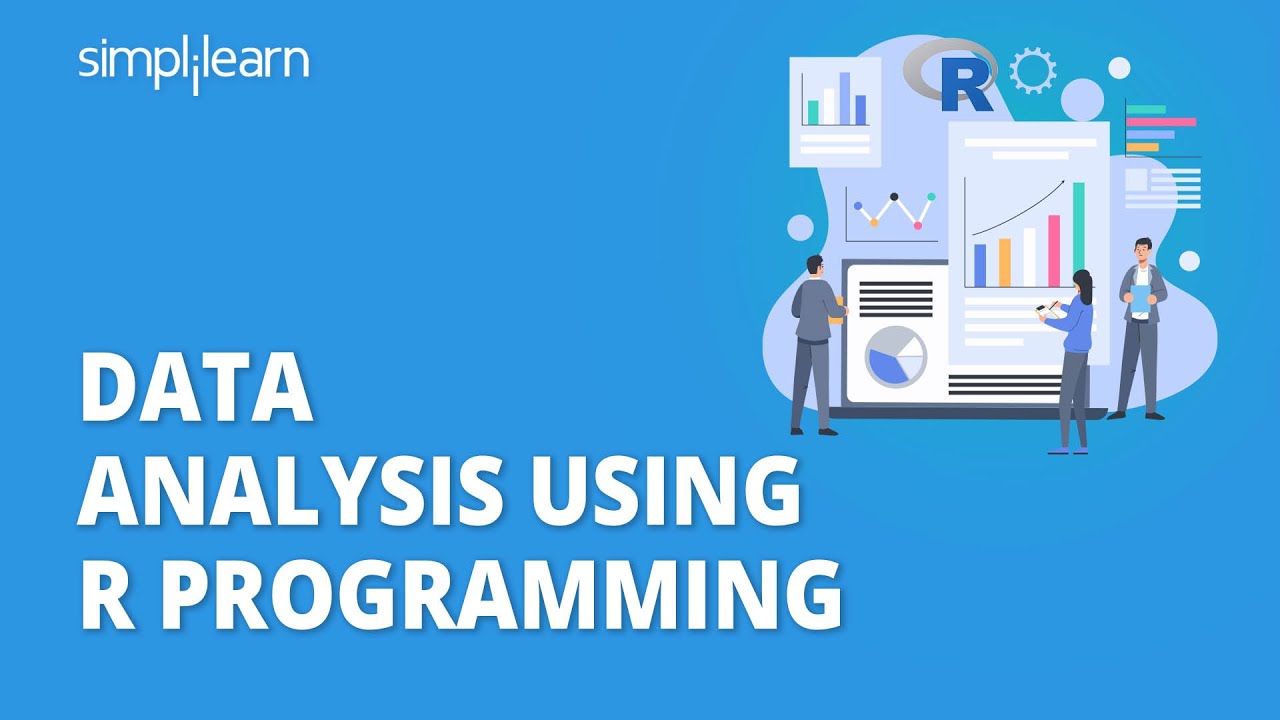 simplilearn
R
DATA
ANALYSIS USING
R PROGRAMMING